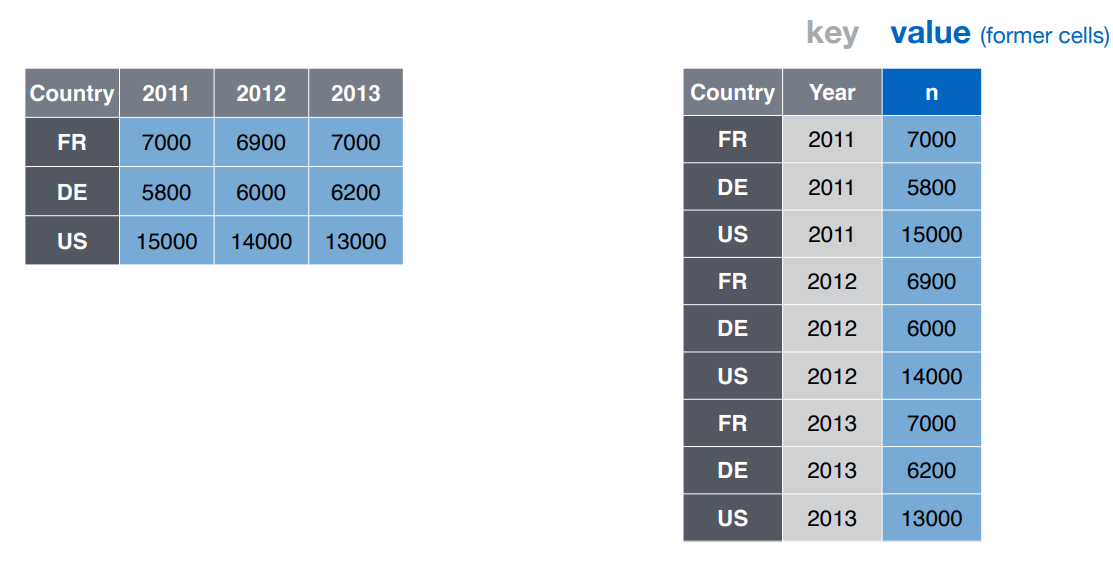 key value (former cells)
Country 2011 2012 2013
FR 7000 6900 7000
DE 5800 6000 6200
US 15000 14000 13000
Country Year n
FR 2011 7000
DE 2011 5800
US 2011 15000
FR 2012 6900
DE 2012 6000
US 2012 14000
FR 2013 7000
DE 2013 6200
US 2013 13000